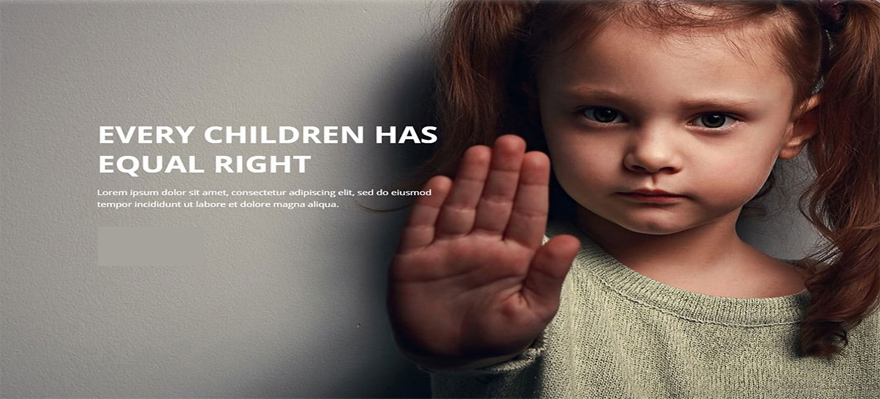 EVERY CHILDREN HAS
EQUAL RIGHT
Lorem ipsum dolor sit amet, consectetur adipiscing elit, sed do eiusmod
tempor incididunt ut labore et dolore magna aliqua.